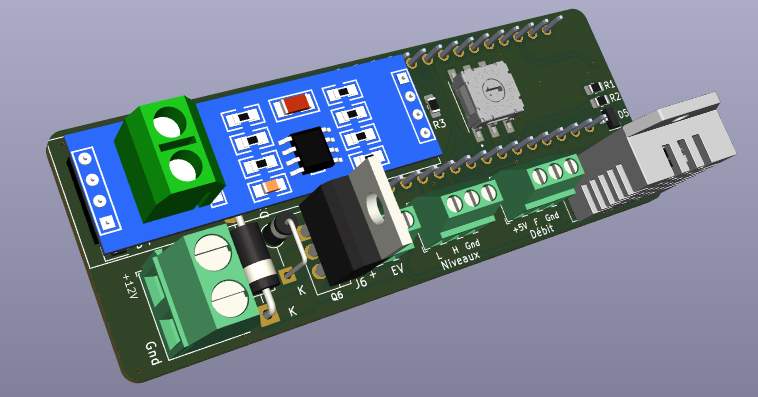 R1
R2
D5
R3
L H Gnd
Niveaux
+5V F Gnd
Débit
EV
J6 +
Q6
K
K
+12V
Gnd